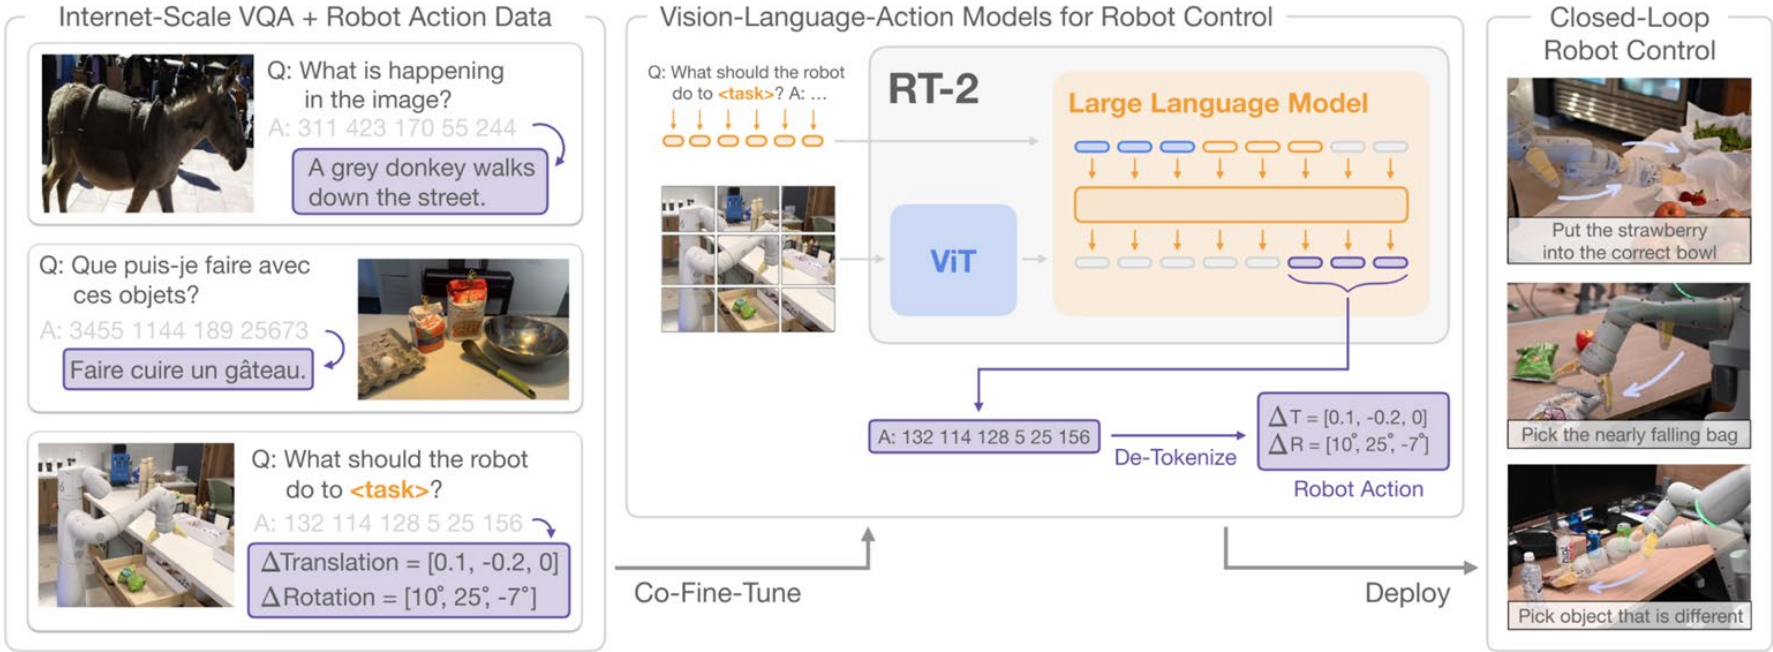 Internet-Scale VQA + Robot Action Data
Q: What is happening
in the image?
A: 311 423 170 55 244
A grey donkey walks
down the street.
Q: Que puis-je faire avec
ces objets?
A: 3455 1144 189 25673
Faire cuire un gâteau.
Q: What should the robot
do to <task>?
A: 132 114 128 5 25 156
ΔTranslation = [0.1, -0.2, 0]
ΔRotation = [10°, 25°, -7°]
Co-Fine-Tune
Vision-Language-Action Models for Robot Control
Q: What should the robot
do to <task>? A: ...
RT-2
Large Language Model
ViT
A: 132 114 128 5 25 156
De-Tokenize
ΔT = [0.1, -0.2, 0]
ΔR = [10°, 25°, -7°]
Robot Action
Deploy
Closed-Loop
Robot Control
Put the strawberry
into the correct bowl
Pick the nearly falling bag
Pick object that is different